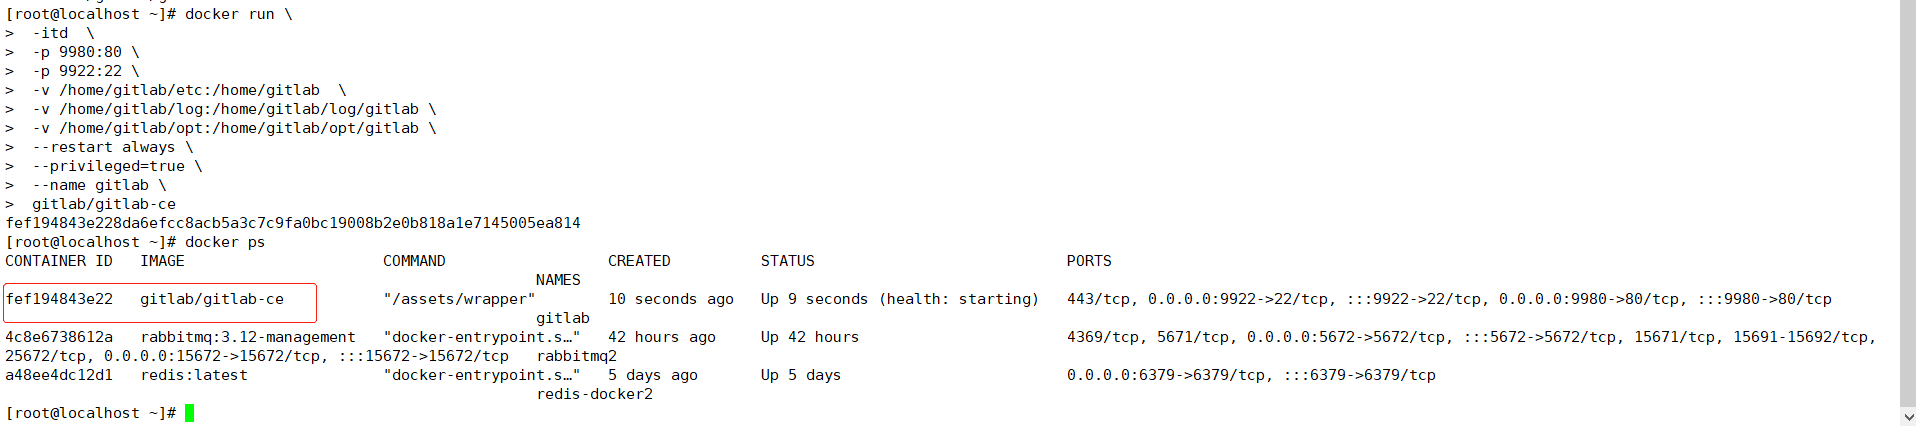 [root@localhost ~]# docker run \
>  -itd  \
>  -p 9980:80 \
>  -p 9922:22 \
>  -v /home/gitlab/etc:/home/gitlab  \
>  -v /home/gitlab/log:/home/gitlab/log/gitlab \
>  -v /home/gitlab/opt:/home/gitlab/opt/gitlab \
>  --restart always \
>  --privileged=true \
>  --name gitlab \
>  gitlab/gitlab-ce
fef194843e228da6efcc8acb5a3c7c9fa0bc19008b2e0b818a1e7145005ea814
[root@localhost ~]# docker ps
CONTAINER ID   IMAGE                      COMMAND                  CREATED          STATUS                            PORTS
                                                           NAMES
fef194843e22   gitlab/gitlab-ce           "/assets/wrapper"        10 seconds ago   Up 9 seconds (health: starting)   443/tcp, 0.0.0.0:9922->22/tcp, :::9922->22/tcp, 0.0.0.0:9980->80/tcp, :::9980->80/tcp
                                                           gitlab
4c8e6738612a   rabbitmq:3.12-management   "docker-entrypoint.s…"   42 hours ago     Up 42 hours                       4369/tcp, 5671/tcp, 0.0.0.0:5672->5672/tcp, :::5672->5672/tcp, 15671/tcp, 15691-15692/tcp,
25672/tcp, 0.0.0.0:15672->15672/tcp, :::15672->15672/tcp   rabbitmq2
a48ee4dc12d1   redis:latest               "docker-entrypoint.s…"   5 days ago       Up 5 days                         0.0.0.0:6379->6379/tcp, :::6379->6379/tcp
                                                           redis-docker2
[root@localhost ~]#